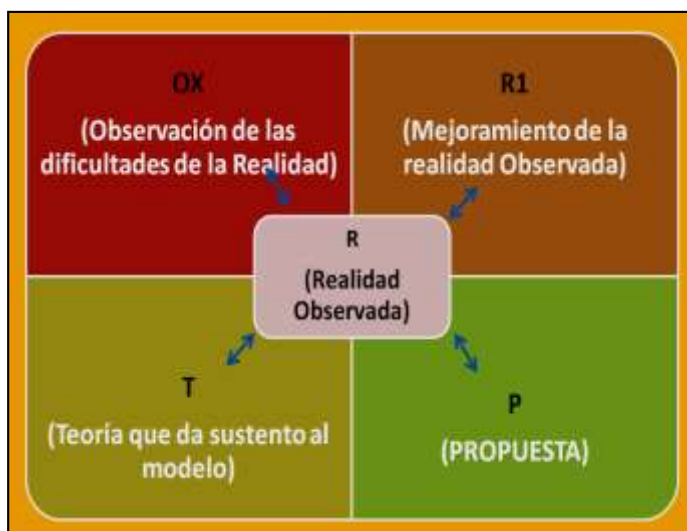 OX
(Observación de las
dificultades de la Realidad)
R1
(Mejoramiento de la
realidad Observada)
R
(Realidad
Observada)
T
(Teoría que da sustento al
modelo)
P
(PROPUESTA)